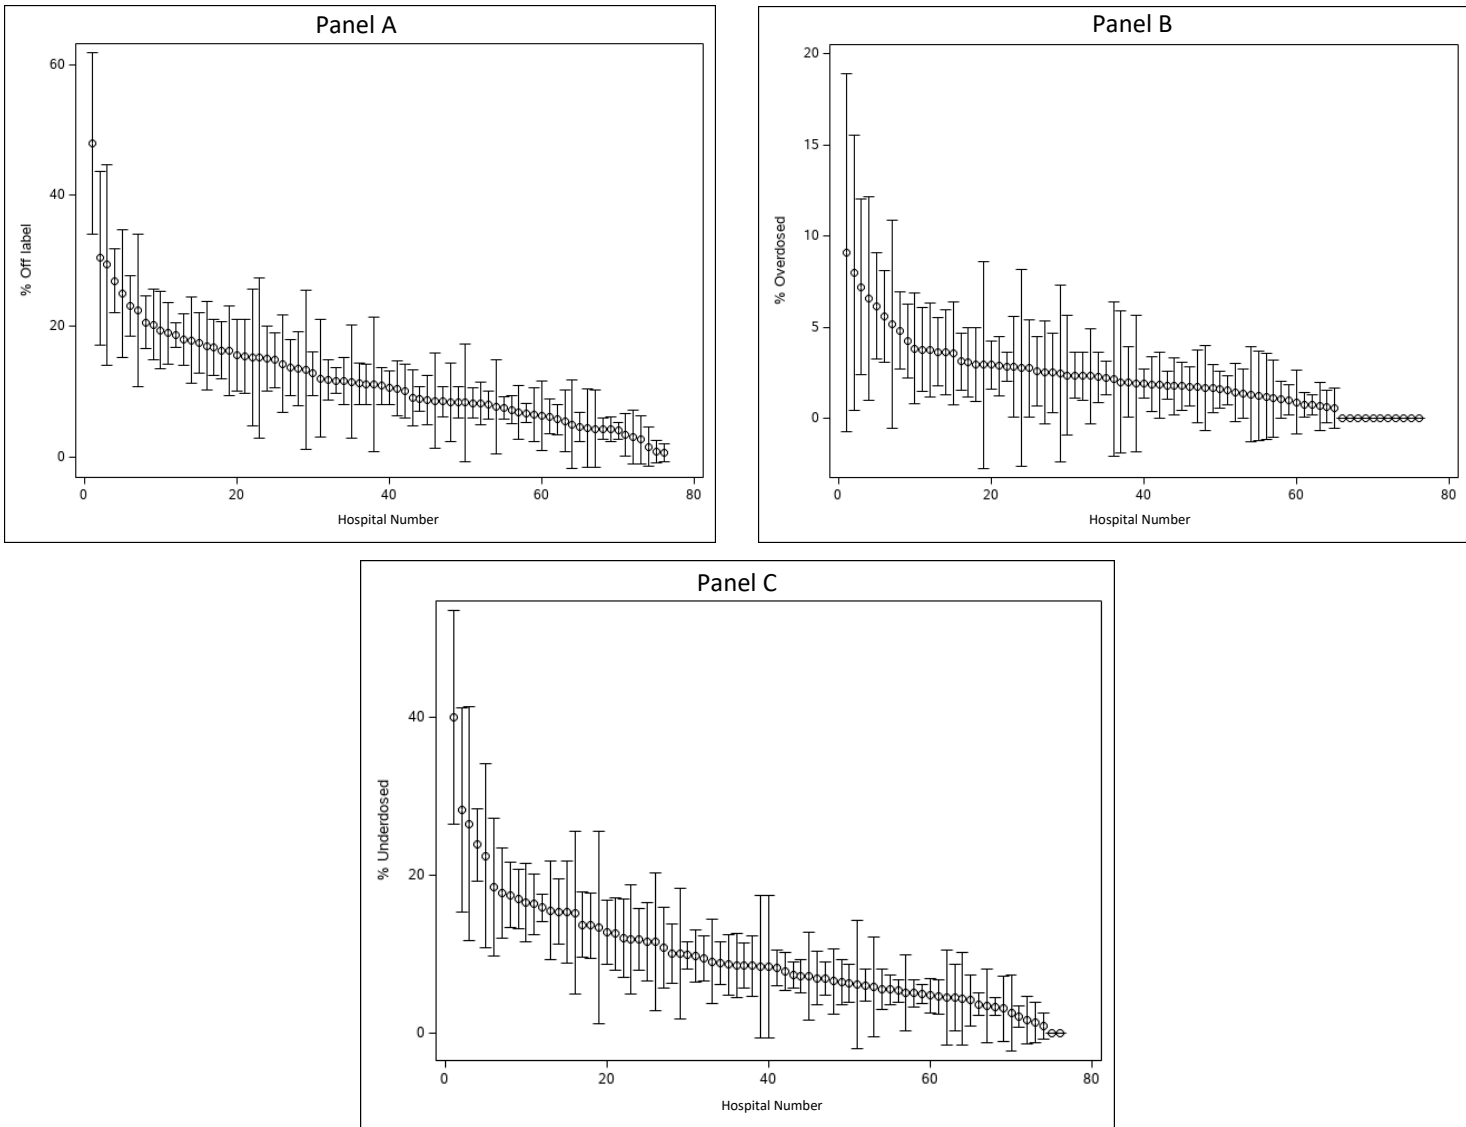 Panel A
60
40
20
0
% Off label
0 20 40 60 80
Hospital Number
Panel B
20
15
10
5
0
% Overdosed
0 20 40 60 80
Hospital Number
Panel C
40
20
0
% Underdosed
0 20 40 60 80
Hospital Number